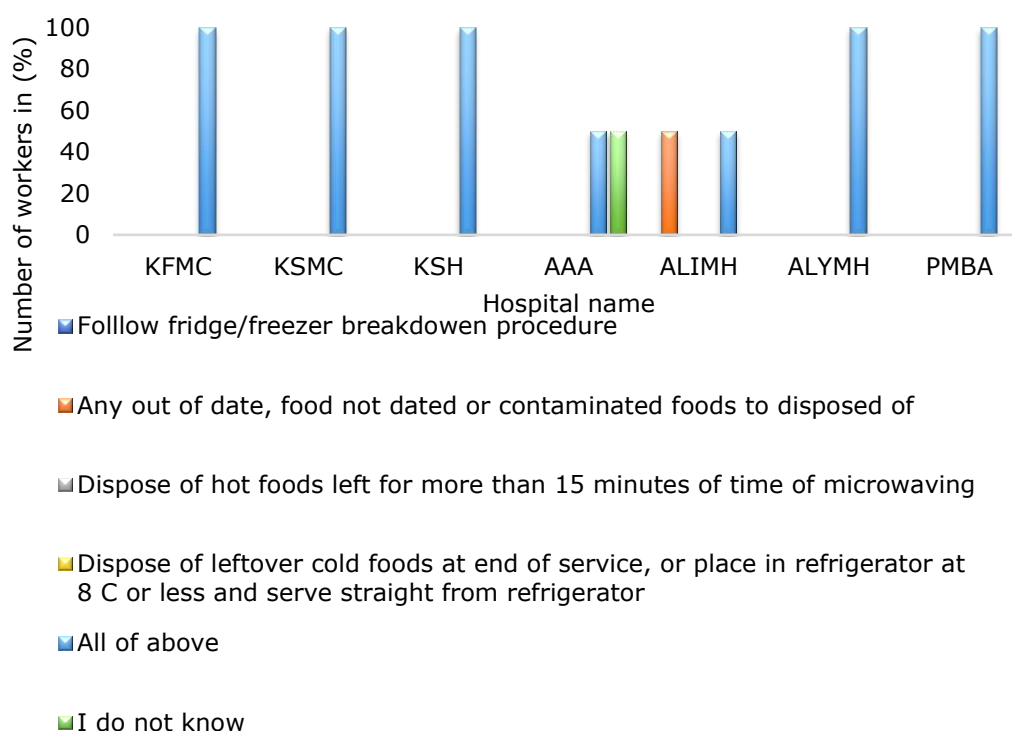 Number of workers in (%)
100
80
60
40
20
0
KFMC KSMC KSH AAA ALIMH ALYMH PMBA
Hospital name
Folllow fridge/freezer breakdowen procedure
Any out of date, food not dated or contaminated foods to disposed of
Dispose of hot foods left for more than 15 minutes of time of microwaving
Dispose of leftover cold foods at end of service, or place in refrigerator at
8 C or less and serve straight from refrigerator
All of above
I do not know